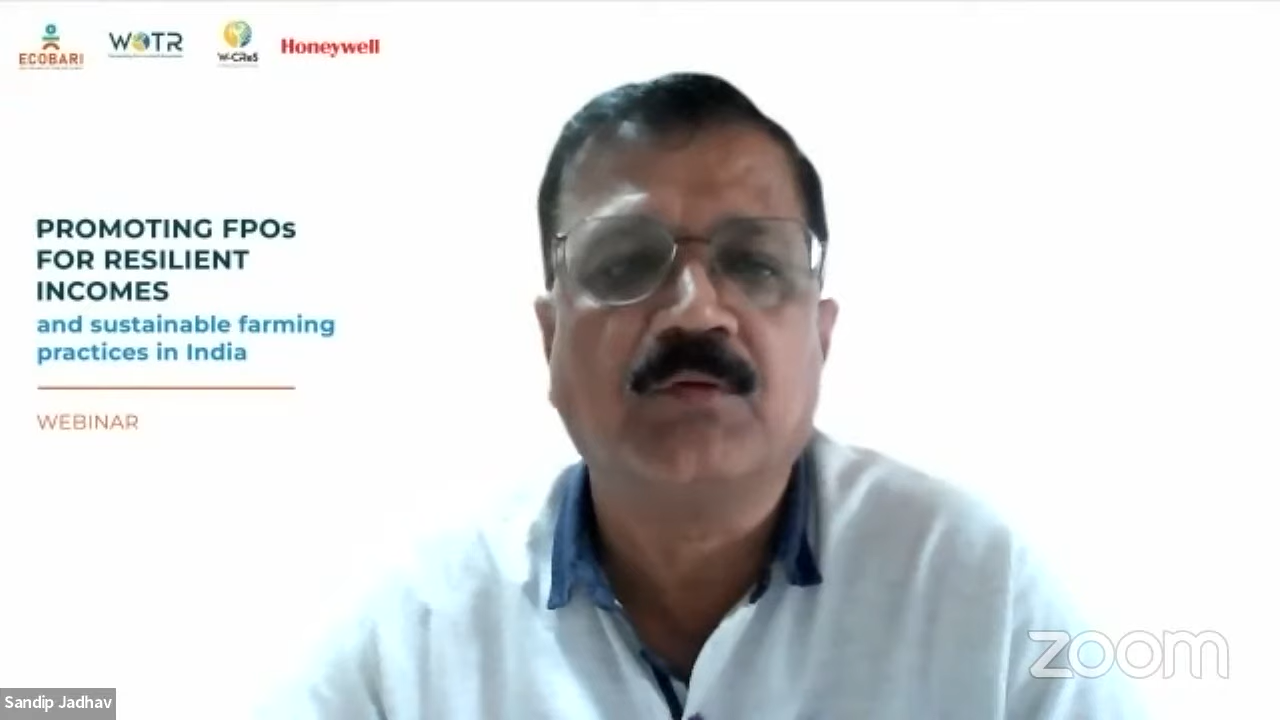 ECOBARI
WOTR
W-CReS
Honeywell
PROMOTING FPOs
FOR RESILIENT
INCOMES
and sustainable farming
practices in India
WEBINAR
zoom
Sandip Jadhav